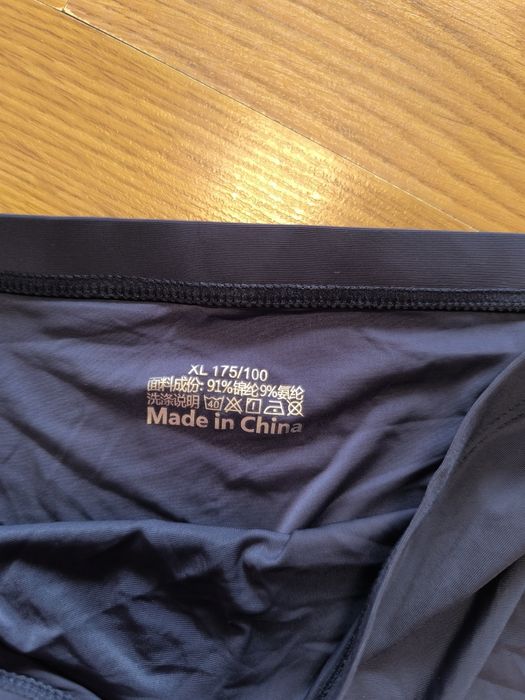 XL 175/100
面料成份: 91%锦纶9%氨纶
洗涤说明 40
Made in China